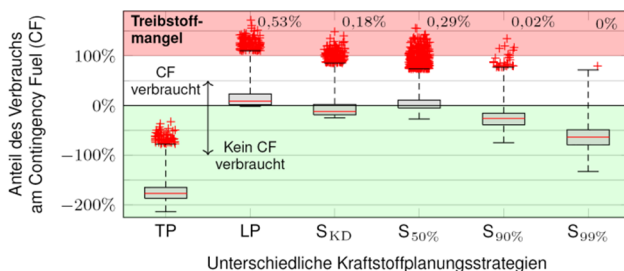 Treibstoff-
mangel
0,53% 0,18% 0,29% 0,02% 0%
100%
CF
verbraucht
0%
Kein CF
verbraucht
−100%
−200%
Anteil des Verbrauchs
am Contingency Fuel (CF)
TP LP S_KD S_50% S_90% S_99%
Unterschiedliche Kraftstoffplanungsstrategien